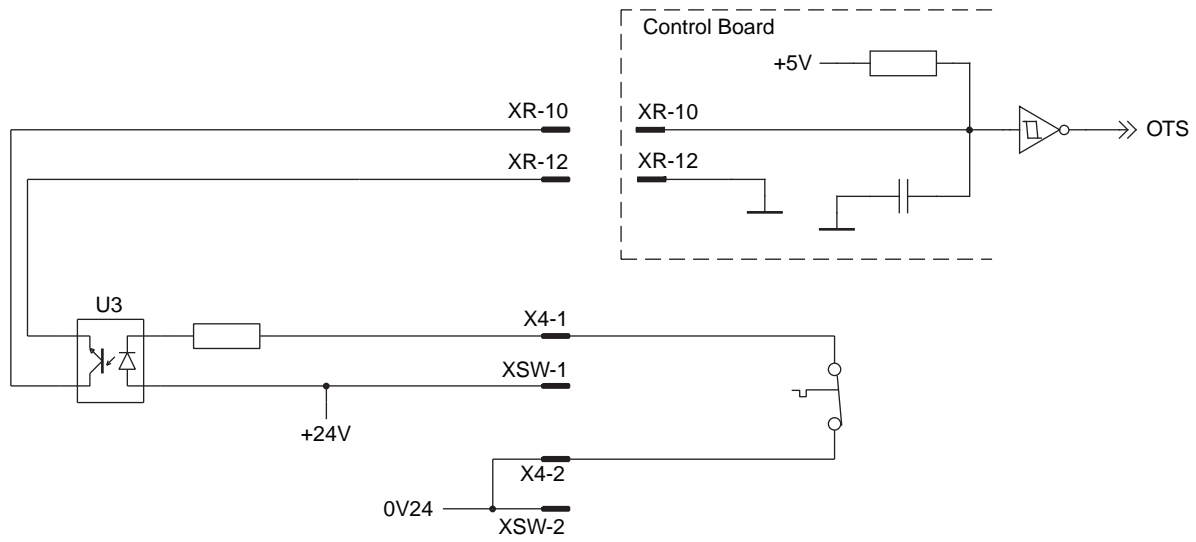 Control Board
+5V
XR-10
XR-10
OTS
XR-12
XR-12
U3
X4-1
XSW-1
+24V
X4-2
0V24
XSW-2